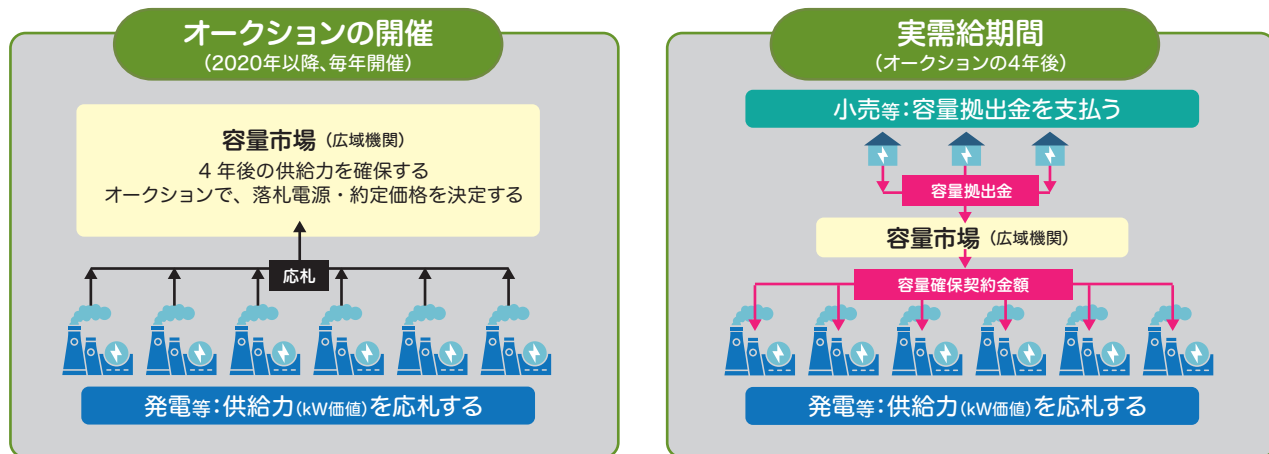 オークションの開催
(2020年以降、毎年開催)
容量市場 (広域機関)
4年後の供給力を確保する
オークションで、落札電源・約定価格を決定する
応札
発電等:供給力(kW価値)を応札する
実需給期間
(オークションの4年後)
小売等:容量拠出金を支払う
容量拠出金
容量市場 (広域機関)
容量確保契約金額
発電等:供給力(kW価値)を応札する